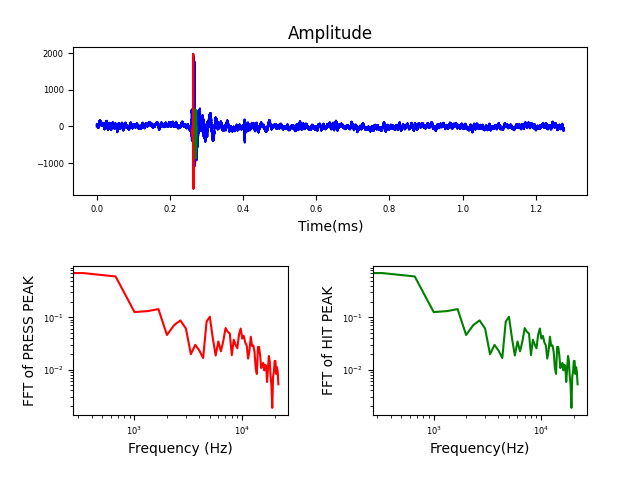 Amplitude
2000
1000
0
−1000
0.0 0.2 0.4 0.6 0.8 1.0 1.2
Time(ms)
FFT of PRESS PEAK
10⁻¹
10⁻²
10³ 10⁴
Frequency (Hz)
FFT of HIT PEAK
10⁻¹
10⁻²
10³ 10⁴
Frequency(Hz)